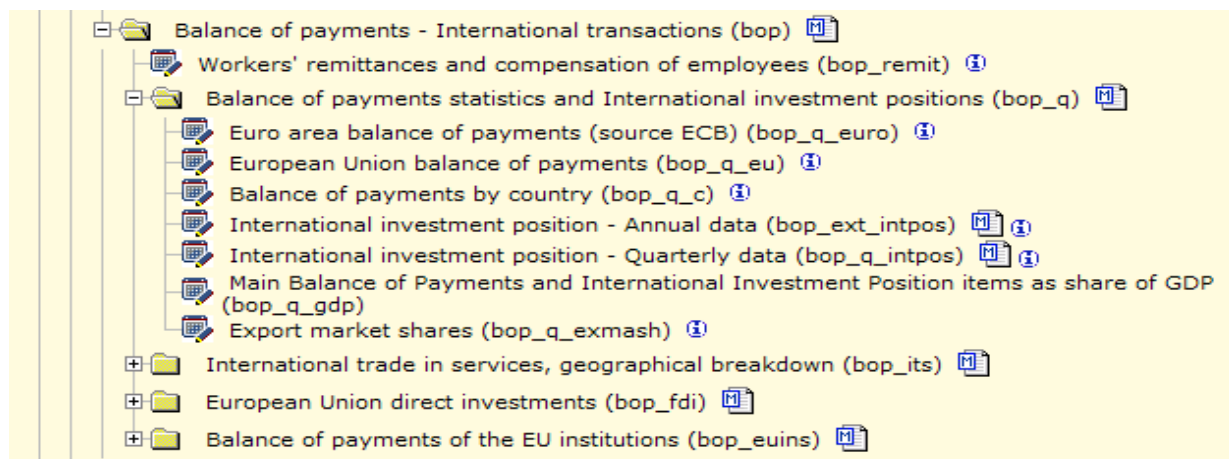 Balance of payments - International transactions (bop)
Workers' remittances and compensation of employees (bop_remit)
Balance of payments statistics and International investment positions (bop_q)
Euro area balance of payments (source ECB) (bop_q_euro)
European Union balance of payments (bop_q_eu)
Balance of payments by country (bop_q_c)
International investment position - Annual data (bop_ext_intpos)
International investment position - Quarterly data (bop_q_intpos)
Main Balance of Payments and International Investment Position items as share of GDP
(bop_q_gdp)
Export market shares (bop_q_exmash)
International trade in services, geographical breakdown (bop_its)
European Union direct investments (bop_fdi)
Balance of payments of the EU institutions (bop_euins)